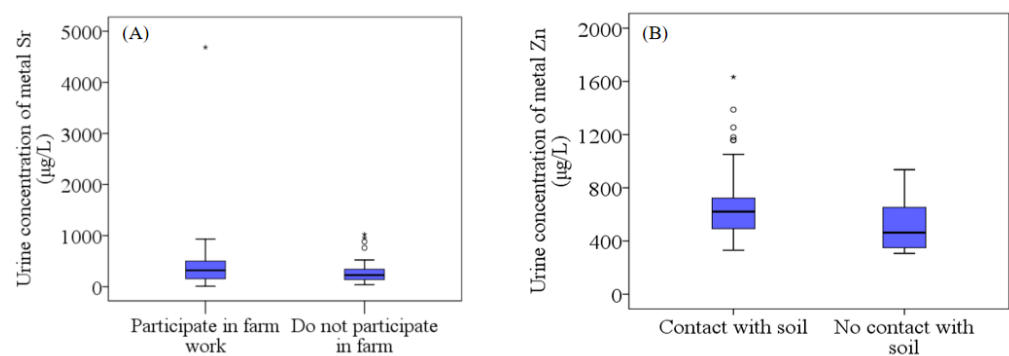 (A)
Urine concentration of metal Sr
(μg/L)
5000
4000
3000
2000
1000
0
Participate in farm
work
Do not participate
in farm
(B)
Urine concentration of metal Zn
(μg/L)
2000
1600
1200
800
400
0
Contact with soil
No contact with
soil